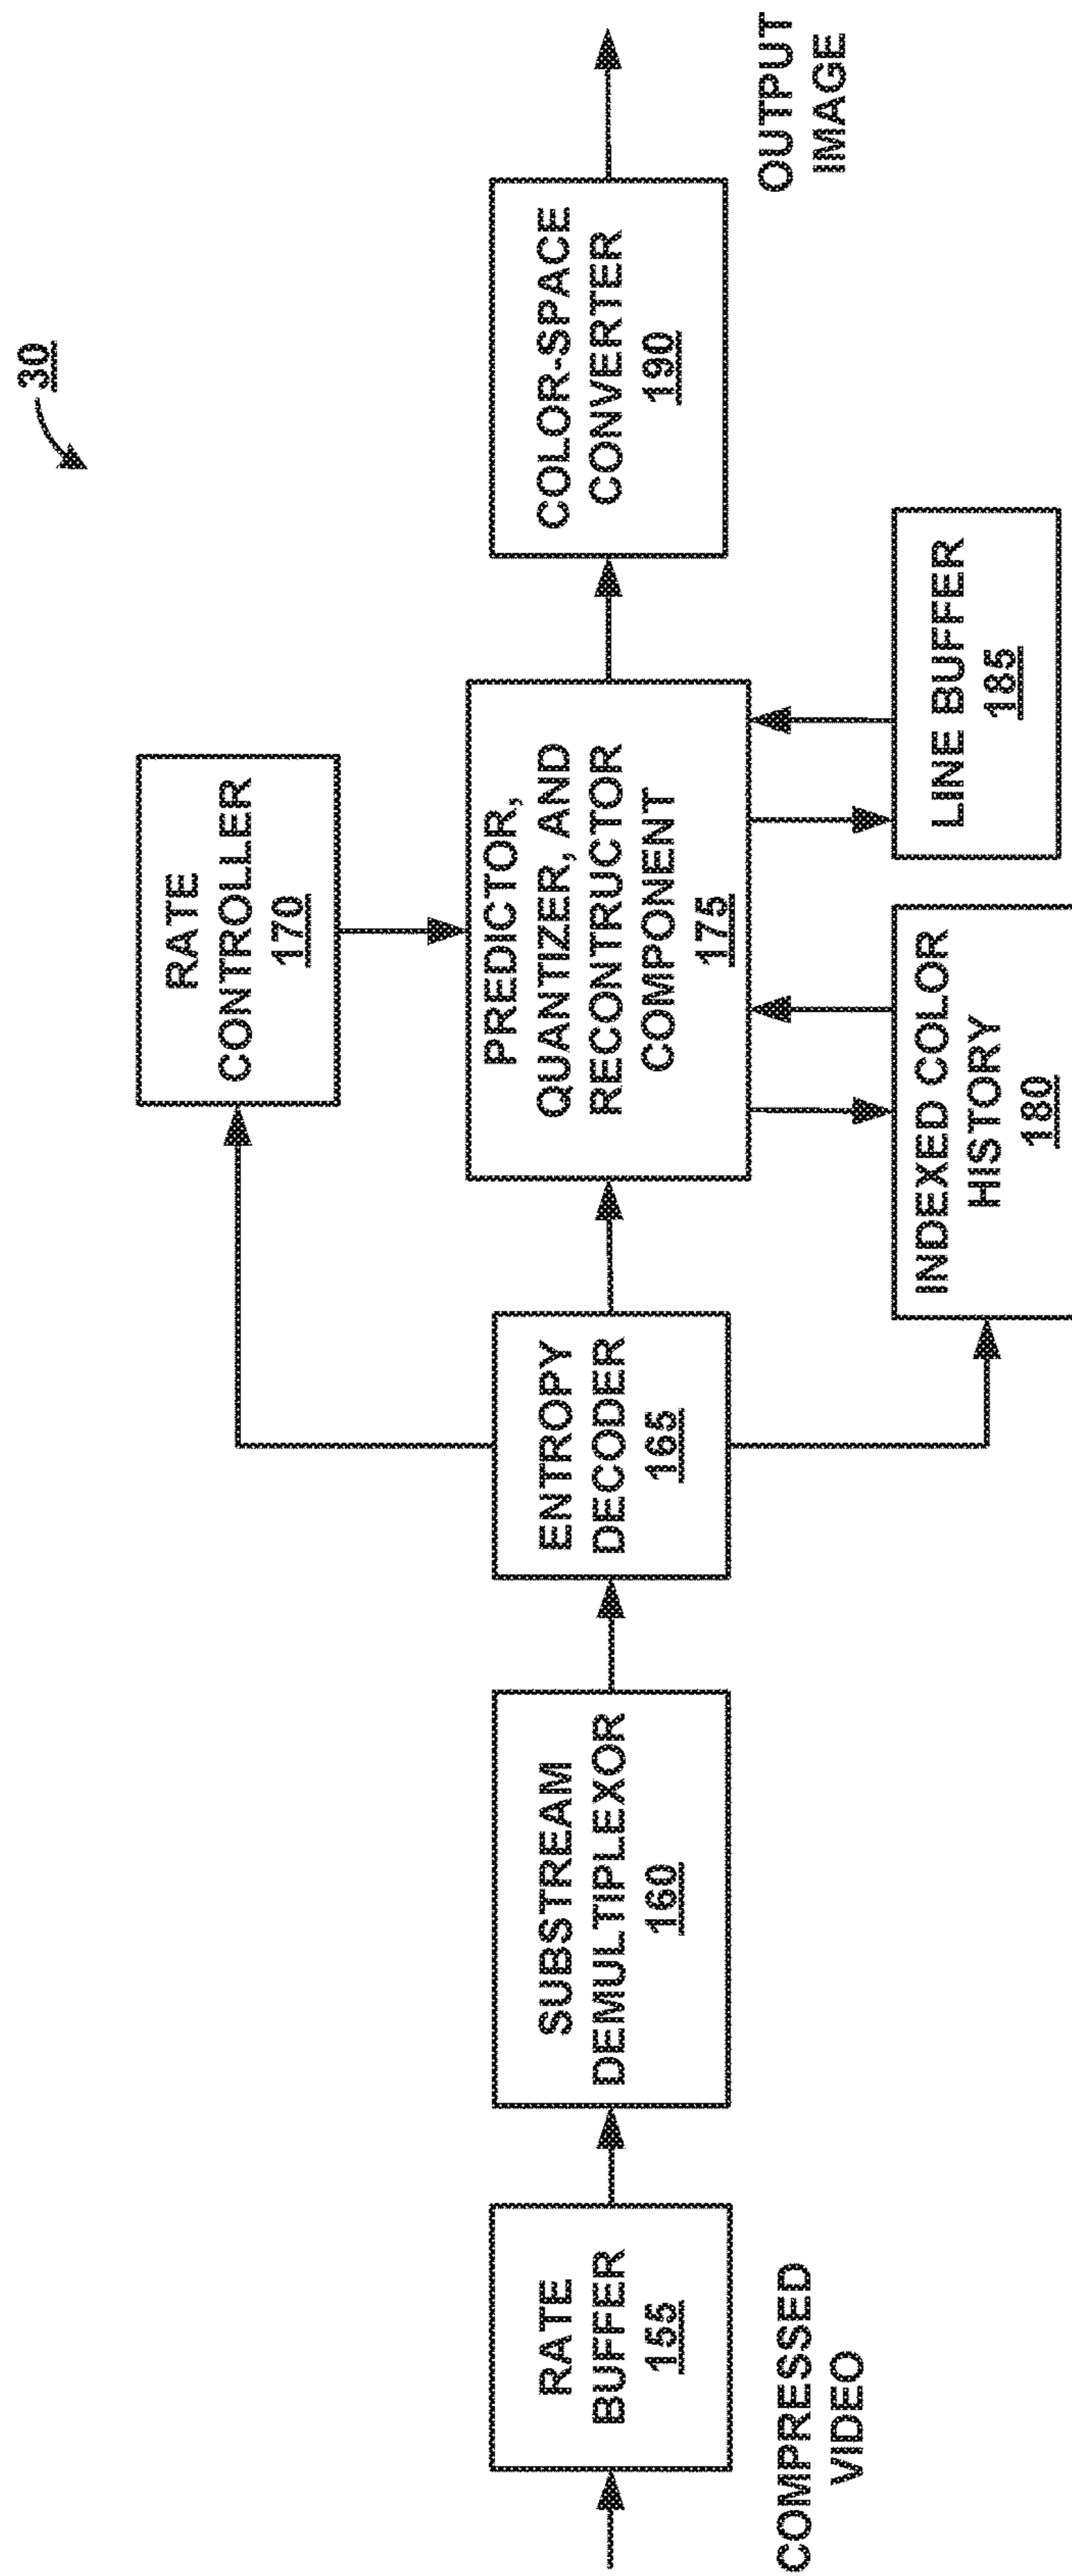 30
RATE
CONTROLLER
170
PREDICTOR,
QUANTIZER, AND
RECONTRUCTOR
COMPONENT
175
RATE
BUFFER
155
COMPRESSED
VIDEO
SUBSTREAM
DEMULTIPLEXOR
160
ENTROPY
DECODER
165
COLOR-SPACE
CONVERTER
190
OUTPUT
IMAGE
INDEXED COLOR
HISTORY
180
LINE BUFFER
185